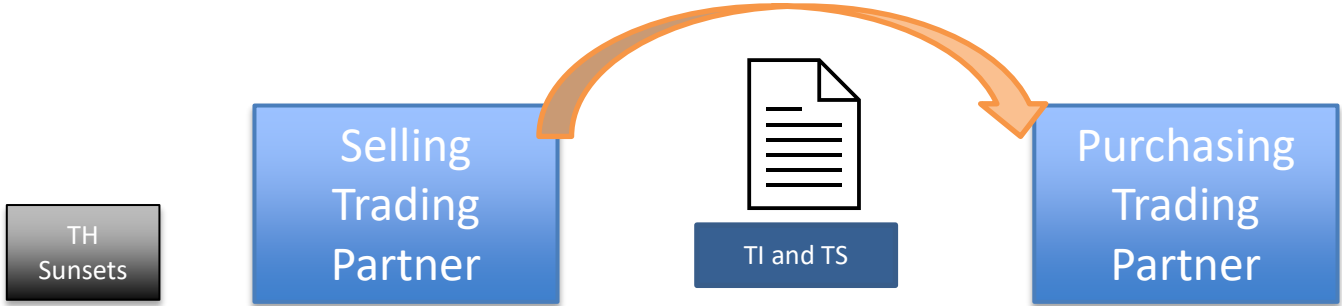 TH
Sunsets
Selling
Trading
Partner
TI and TS
Purchasing
Trading
Partner